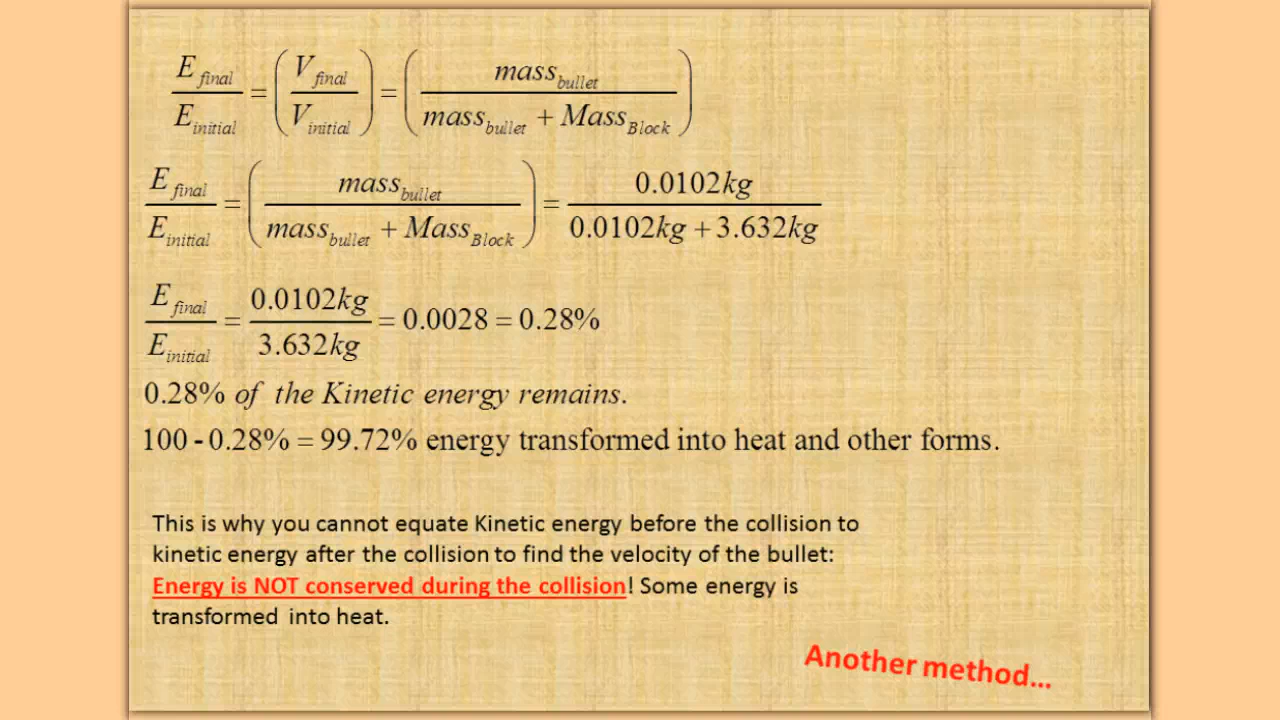 E_final / E_initial = (V_final / V_initial) = (mass_bullet / (mass_bullet + Mass_Block))
E_final / E_initial = (mass_bullet / (mass_bullet + Mass_Block)) = 0.0102kg / (0.0102kg + 3.632kg)
E_final / E_initial = 0.0102kg / 3.632kg = 0.0028 = 0.28%
0.28% of the Kinetic energy remains.
100 - 0.28% = 99.72% energy transformed into heat and other forms.
This is why you cannot equate Kinetic energy before the collision to
kinetic energy after the collision to find the velocity of the bullet:
Energy is NOT conserved during the collision! Some energy is
transformed into heat.
Another method...